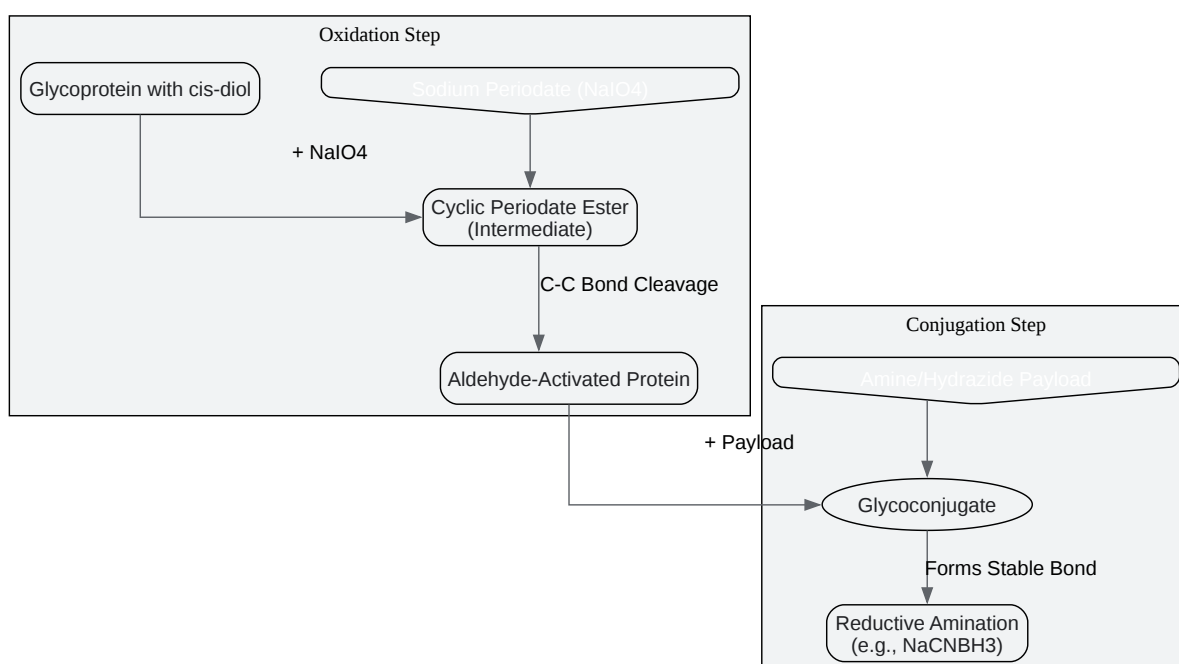 Oxidation Step
Glycoprotein with cis-diol
Sodium Periodate (NaIO4)
+ NaIO4
Cyclic Periodate Ester
(Intermediate)
C-C Bond Cleavage
Aldehyde-Activated Protein
Conjugation Step
Amine/Hydrazide Payload
+ Payload
Glycoconjugate
Forms Stable Bond
Reductive Amination
(e.g., NaCNBH3)